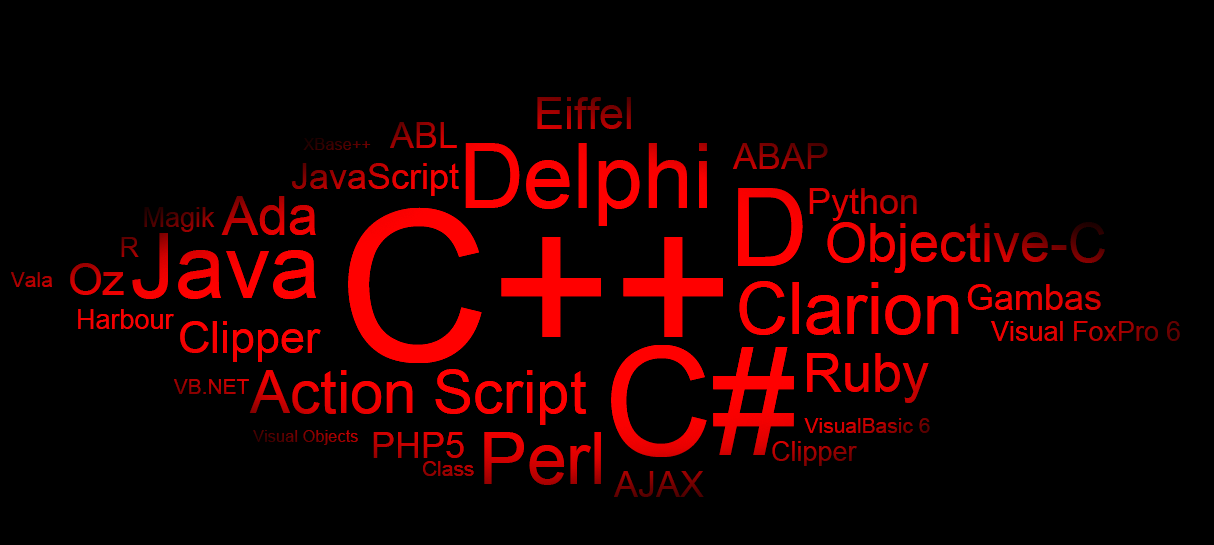 Eiffel
XBase++
ABL
Delphi
ABAP
JavaScript
Python
Magik
Ada
D
Objective-C
R
Java
C++
Vala
Oz
Clarion
Gambas
Harbour
Clipper
Visual FoxPro 6
VB.NET
Action Script
C#
Ruby
Visual Objects
PHP5
Perl
VisualBasic 6
Class
Clipper
AJAX